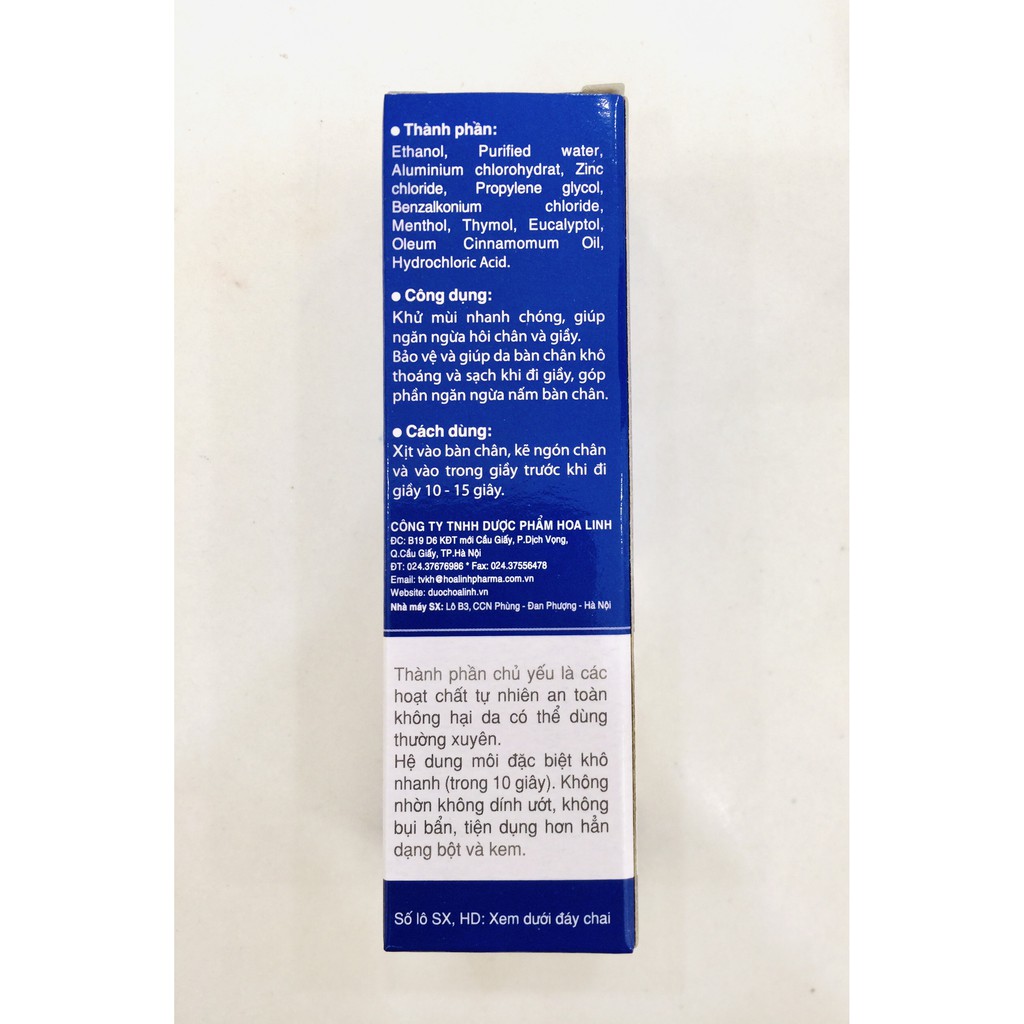 ● Thành phần:
Ethanol, Purified water,
Aluminium chlorohydrat, Zinc
chloride, Propylene glycol,
Benzalkonium chloride,
Menthol, Thymol, Eucalyptol,
Oleum Cinnamomum Oil,
Hydrochloric Acid.
● Công dụng:
Khử mùi nhanh chóng, giúp
ngăn ngừa hôi chân và giầy.
Bảo vệ và giúp da bàn chân khô
thoáng và sạch khi đi giầy, góp
phần ngăn ngừa nấm bàn chân.
● Cách dùng:
Xịt vào bàn chân, kẽ ngón chân
và vào trong giầy trước khi đi
giầy 10 - 15 giây.
CÔNG TY TNHH DƯỢC PHẨM HOA LINH
ĐC: B19 D6 KĐT mới Cầu Giấy, P.Dịch Vọng,
Q.Cầu Giấy, TP.Hà Nội
ĐT: 024.37676986 * Fax: 024.37556478
Email: tvkh@hoalinhpharma.com.vn
Website: duochoalinh.vn
Nhà máy SX: Lô B3, CCN Phùng - Đan Phượng - Hà Nội
Thành phần chủ yếu là các
hoạt chất tự nhiên an toàn
không hại da có thể dùng
thường xuyên.
Hệ dung môi đặc biệt khô
nhanh (trong 10 giây). Không
nhờn không dính ướt, không
bụi bẩn, tiện dụng hơn hẳn
dạng bột và kem.
Số lô SX, HD: Xem dưới đáy chai